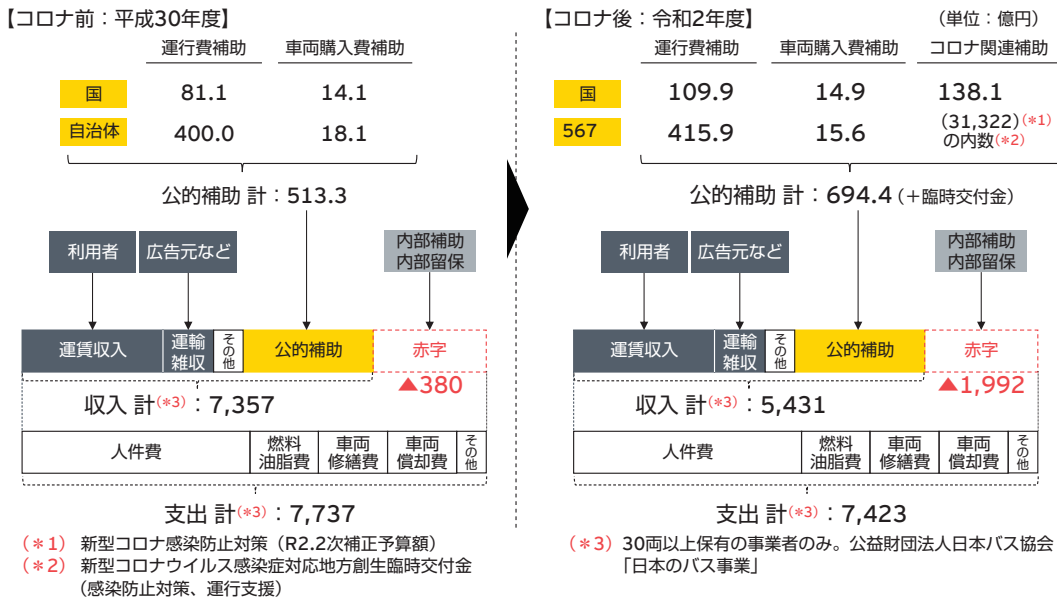 【コロナ前：平成30年度】
運行費補助 車両購入費補助
国 81.1 14.1
自治体 400.0 18.1
公的補助 計：513.3
利用者 広告元など 内部補助
内部留保
運賃収入 運輸
雑収 その他 公的補助 赤字
▲380
収入 計(＊3)：7,357
人件費 燃料
油脂費 車両
修繕費 車両
償却費 その他
支出 計(＊3)：7,737
(＊1) 新型コロナ感染防止対策（R2.2次補正予算額）
(＊2) 新型コロナウイルス感染症対応地方創生臨時交付金
(感染防止対策、運行支援）
【コロナ後：令和2年度】 (単位：億円)
運行費補助 車両購入費補助 コロナ関連補助
国 109.9 14.9 138.1
567 415.9 15.6 (31,322)(＊1)
の内数(＊2)
公的補助 計：694.4（＋臨時交付金）
利用者 広告元など 内部補助
内部留保
運賃収入 運輸
雑収 その他 公的補助 赤字
▲1,992
収入 計(＊3)：5,431
人件費 燃料
油脂費 車両
修繕費 車両
償却費 その他
支出 計(＊3)：7,423
(＊3) 30両以上保有の事業者のみ。公益財団法人日本バス協会
「日本のバス事業」